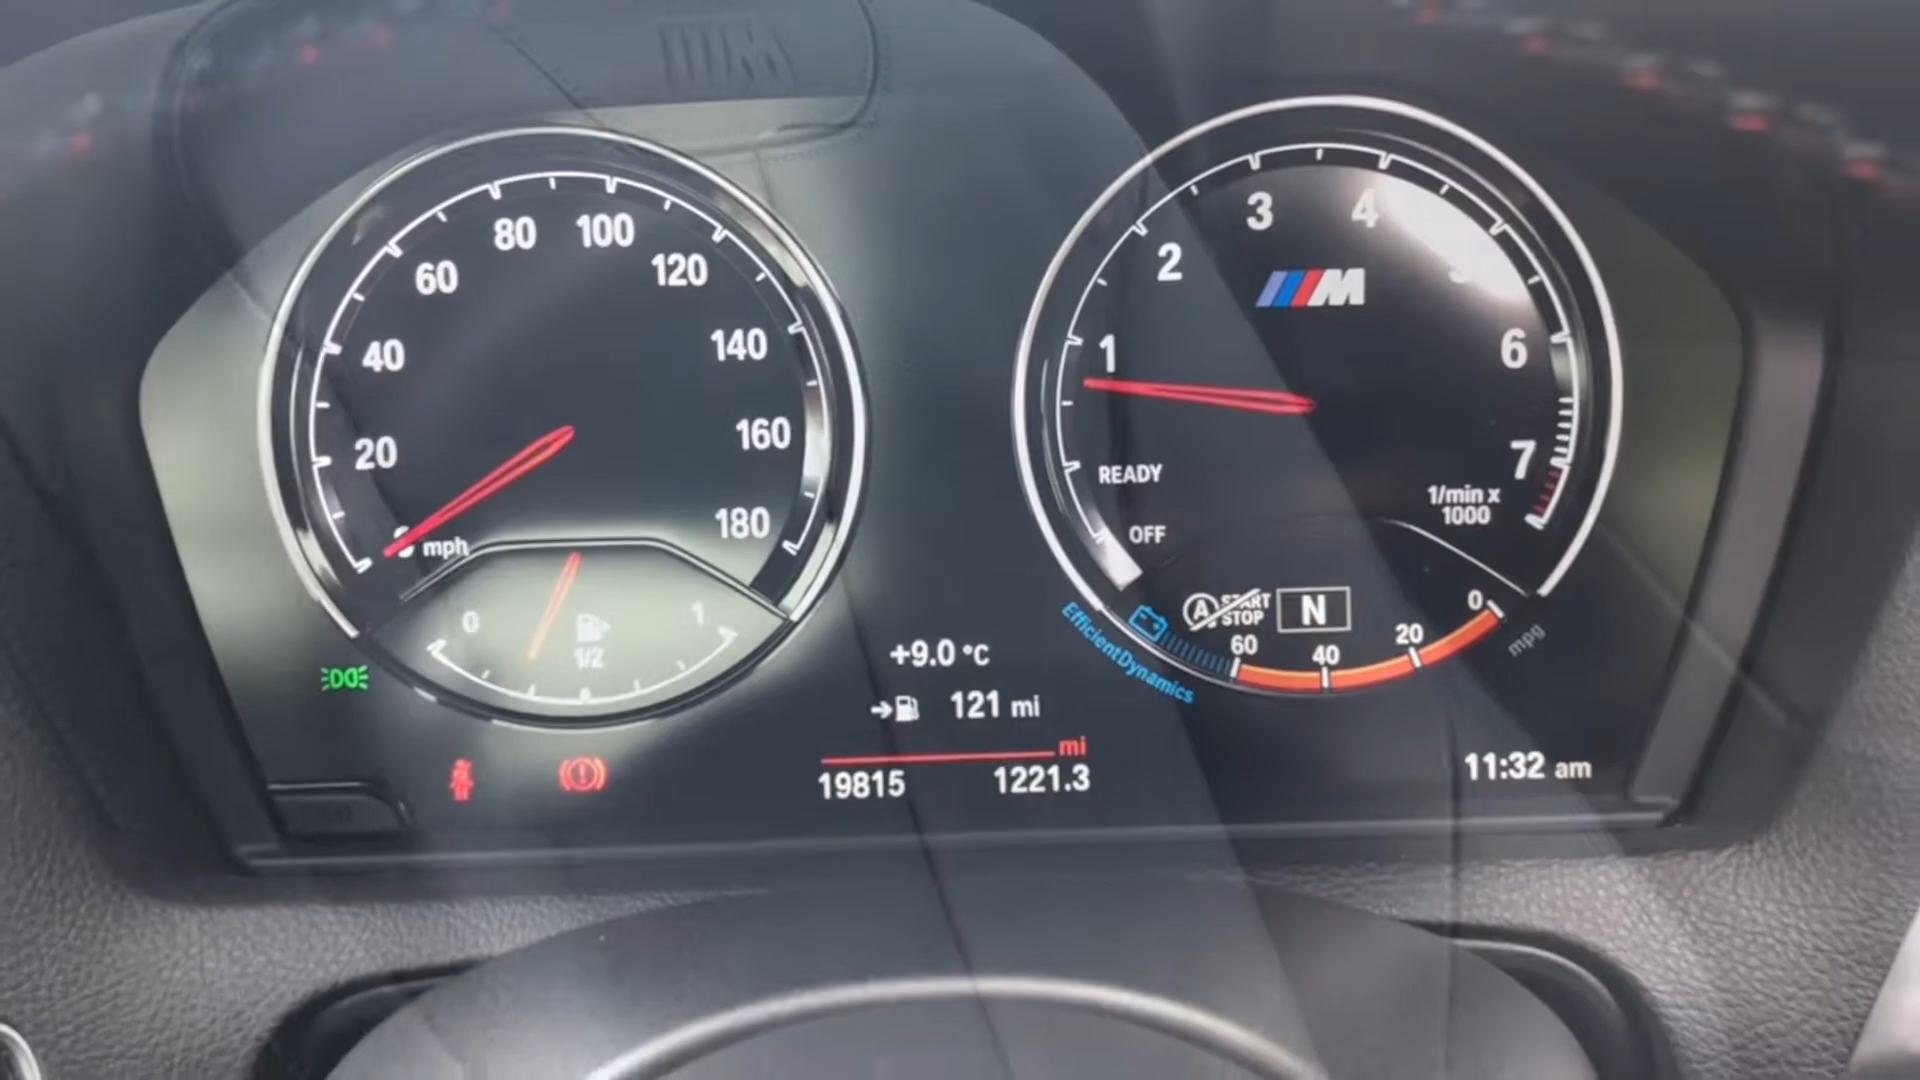 M
80 100
60 120
40 140
20 160
0 mph 180
0 1
1/2
3 4
2
M
1 6
READY 7
1/min x
1000
OFF
A START
STOP N
60 40 20 0
mpg
EfficientDynamics
+9.0 °C
121 mi
mi
19815 1221.3
11:32 am